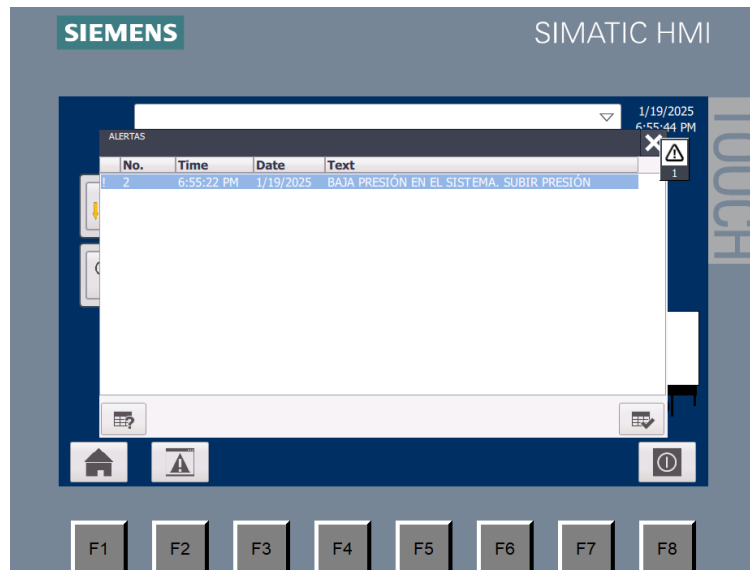 SIEMENS
SIMATIC HMI
TOUCH
1/19/2025
6:55:44 PM
ALERTAS
No. Time Date Text
! 2 6:55:22 PM 1/19/2025 BAJA PRESIÓN EN EL SISTEMA. SUBIR PRESIÓN
1
F1 F2 F3 F4 F5 F6 F7 F8